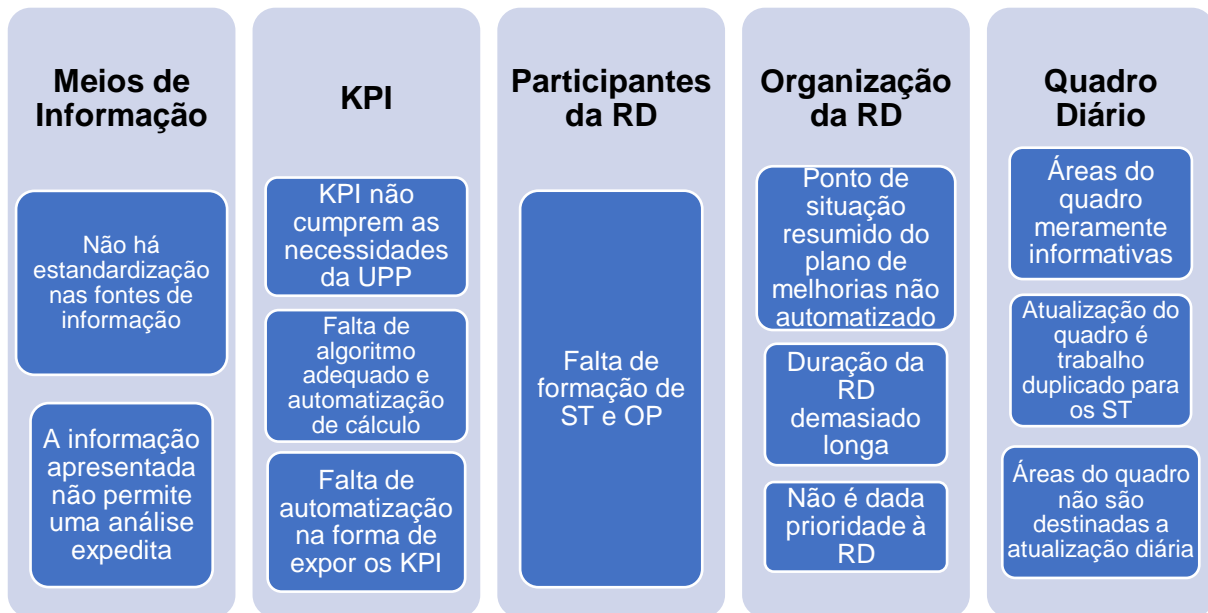 Meios de
Informação
Não há
estandardização
nas fontes de
informação
A informação
apresentada
não permite
uma análise
expedita
KPI
KPI não
cumprem as
necessidades
da UPP
Falta de
algoritmo
adequado e
automatização
de cálculo
Falta de
automatização
na forma de
expor os KPI
Participantes
da RD
Falta de
formação de
ST e OP
Organização
da RD
Ponto de
situação
resumido do
plano de
melhorias não
automatizado
Duração da
RD
demasiado
longa
Não é dada
prioridade à
RD
Quadro
Diário
Áreas do
quadro
meramente
informativas
Atualização do
quadro é
trabalho
duplicado para
os ST
Áreas do quadro
não são
destinadas a
atualização diária